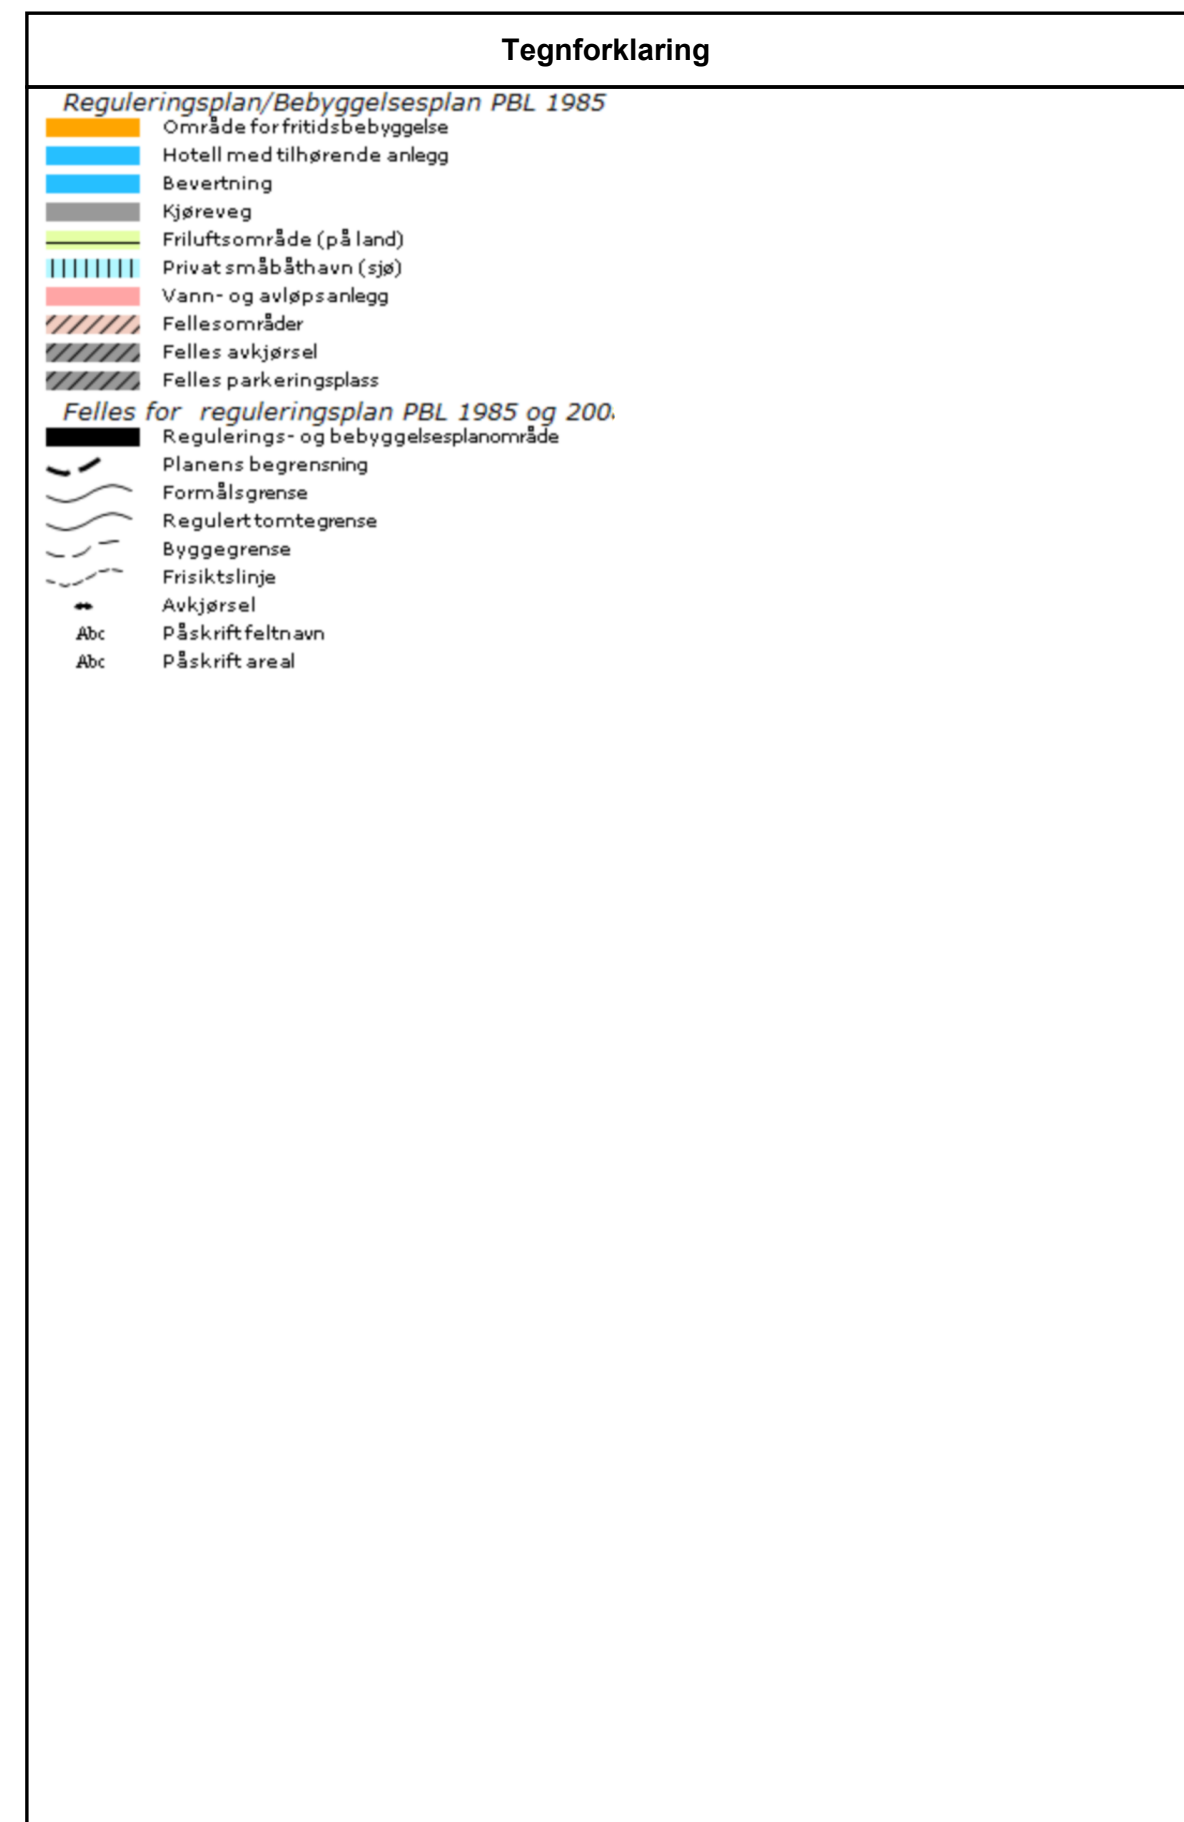 Tegnforklaring
Reguleringsplan/Bebyggelsesplan PBL 1985
Område for fritidsbebyggelse
Hotell med tilhørende anlegg
Bevertning
Kjøreveg
Friluftsområde (på land)
Privat småbåthavn (sjø)
Vann- og avløpsanlegg
Fellesområder
Felles avkjørsel
Felles parkeringsplass
Felles for reguleringsplan PBL 1985 og 200
Regulerings- og bebyggelsesplanområde
Planens begrensning
Formålsgrense
Regulert tomtegrense
Byggegrense
Frisiktslinje
Avkjørsel
Abc Påskrift feltnavn
Abc Påskrift areal